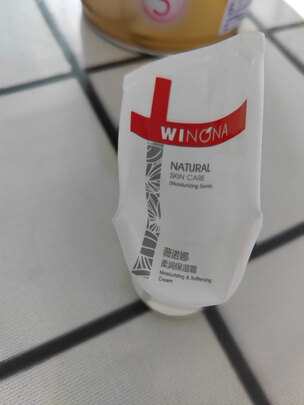 WINONA
NATURAL
SKIN CARE
(Moisturizing Series)
薇诺娜
柔润保湿霜
Moisturizing & Softening
Cream